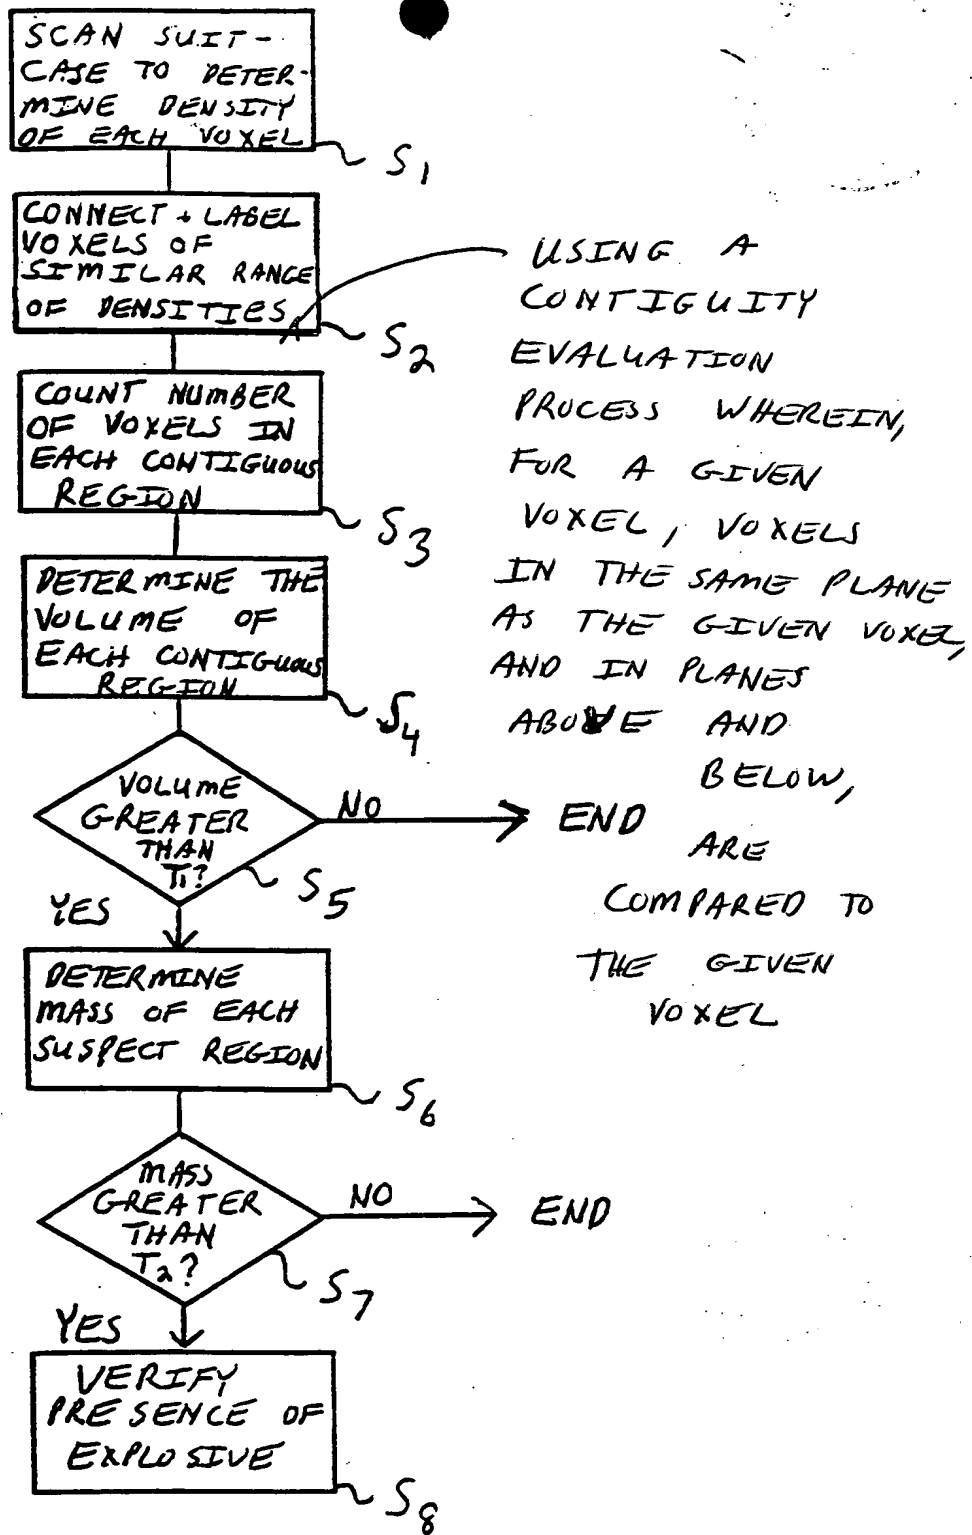 SCAN SUIT-
CASE TO DETER-
MINE DENSITY
OF EACH VOXEL
S1
CONNECT + LABEL
VOXELS OF
SIMILAR RANGE
OF DENSITIES
S2
USING A
CONTIGUITY
EVALUATION
PROCESS WHEREIN,
FOR A GIVEN
VOXEL, VOXELS
IN THE SAME PLANE
AS THE GIVEN VOXEL,
AND IN PLANES
ABOVE AND
BELOW,
ARE
COMPARED TO
THE GIVEN
VOXEL
COUNT NUMBER
OF VOXELS IN
EACH CONTIGUOUS
REGION
S3
DETERMINE THE
VOLUME OF
EACH CONTIGUOUS
REGION
S4
VOLUME
GREATER
THAN
T1?
S5
NO
END
YES
DETERMINE
MASS OF EACH
SUSPECT REGION
S6
MASS
GREATER
THAN
T2?
S7
NO
END
YES
VERIFY
PRESENCE OF
EXPLOSIVE
S8